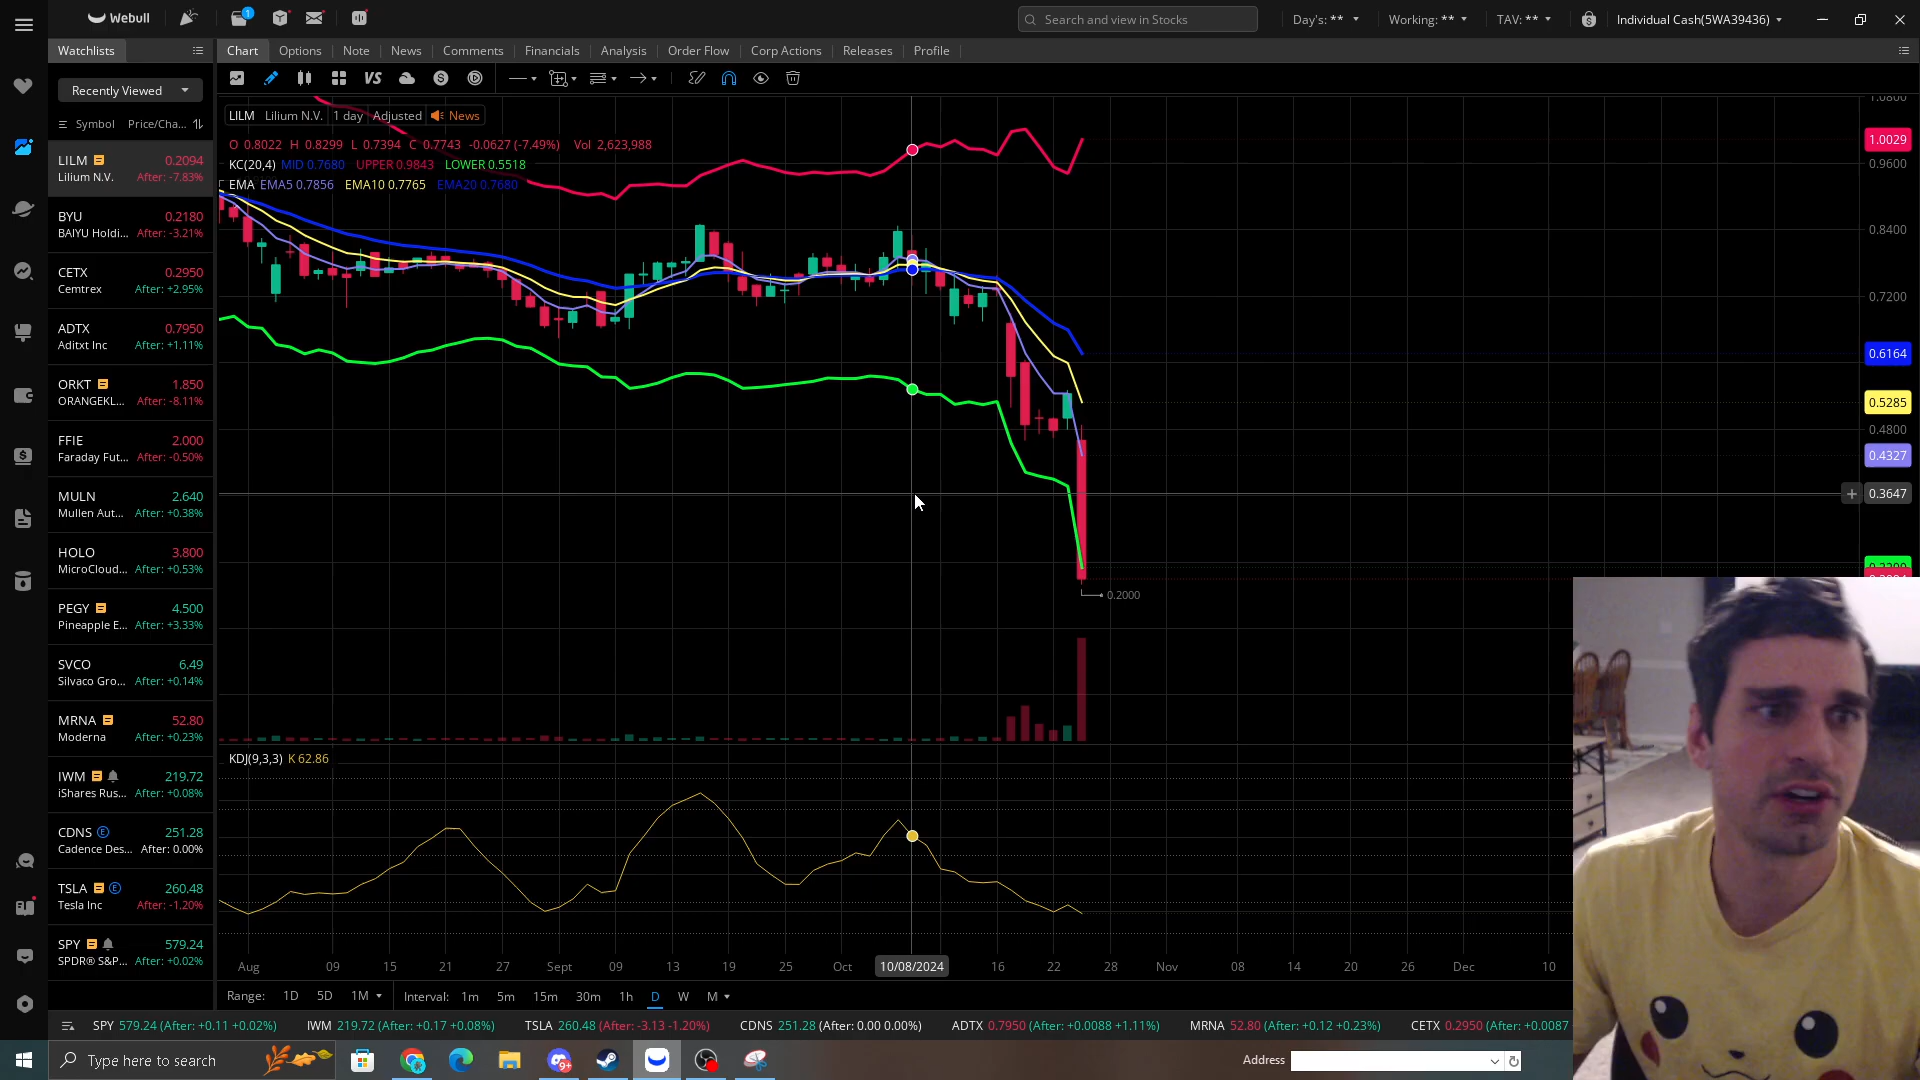 Webull
1
Search and view in Stocks
Day's: **
Working: **
TAV: **
Individual Cash(5WA39436)
Watchlists
Chart
Options
Note
News
Comments
Financials
Analysis
Order Flow
Corp Actions
Releases
Profile
Recently Viewed
VS
Symbol Price/Cha...
LILM 0.2094
Lilium N.V. After: -7.83%
BYU 0.2180
BAIYU Holdi... After: -3.21%
CETX 0.2950
Cemtrex After: +2.95%
ADTX 0.7950
Aditxt Inc After: +1.11%
ORKT 1.850
ORANGEKL... After: -8.11%
FFIE 2.000
Faraday Fut... After: -0.50%
MULN 2.640
Mullen Aut... After: +0.38%
HOLO 3.800
MicroCloud... After: +0.53%
PEGY 4.500
Pineapple E... After: +3.33%
SVCO 6.49
Silvaco Gro... After: +0.14%
MRNA 52.80
Moderna After: +0.23%
IWM 219.72
iShares Rus... After: +0.08%
CDNS E 251.28
Cadence Des... After: 0.00%
TSLA E 260.48
Tesla Inc After: -1.20%
SPY 579.24
SPDR® S&P... After: +0.02%
LILM Lilium N.V. 1 day Adjusted News
O 0.8022 H 0.8299 L 0.7394 C 0.7743 -0.0627 (-7.49%) Vol 2,623,988
KC(20,4) MID 0.7680 UPPER 0.9843 LOWER 0.5518
EMA EMA5 0.7856 EMA10 0.7765 EMA20 0.7680
1.0800
1.0029
0.9600
0.8400
0.7200
0.6164
0.5285
0.4800
0.4327
0.3647
0.2000
KDJ(9,3,3) K 62.86
Aug 09 15 21 27 Sept 09 13 19 25 Oct 10/08/2024 16 22 28 Nov 08 14 20 26 Dec 10
Range: 1D 5D 1M Interval: 1m 5m 15m 30m 1h D W M
SPY 579.24 (After: +0.11 +0.02%) IWM 219.72 (After: +0.17 +0.08%) TSLA 260.48 (After: -3.13 -1.20%) CDNS 251.28 (After: 0.00 0.00%) ADTX 0.7950 (After: +0.0088 +1.11%) MRNA 52.80 (After: +0.12 +0.23%) CETX 0.2950 (After: +0.0087
Type here to search
9+
Address